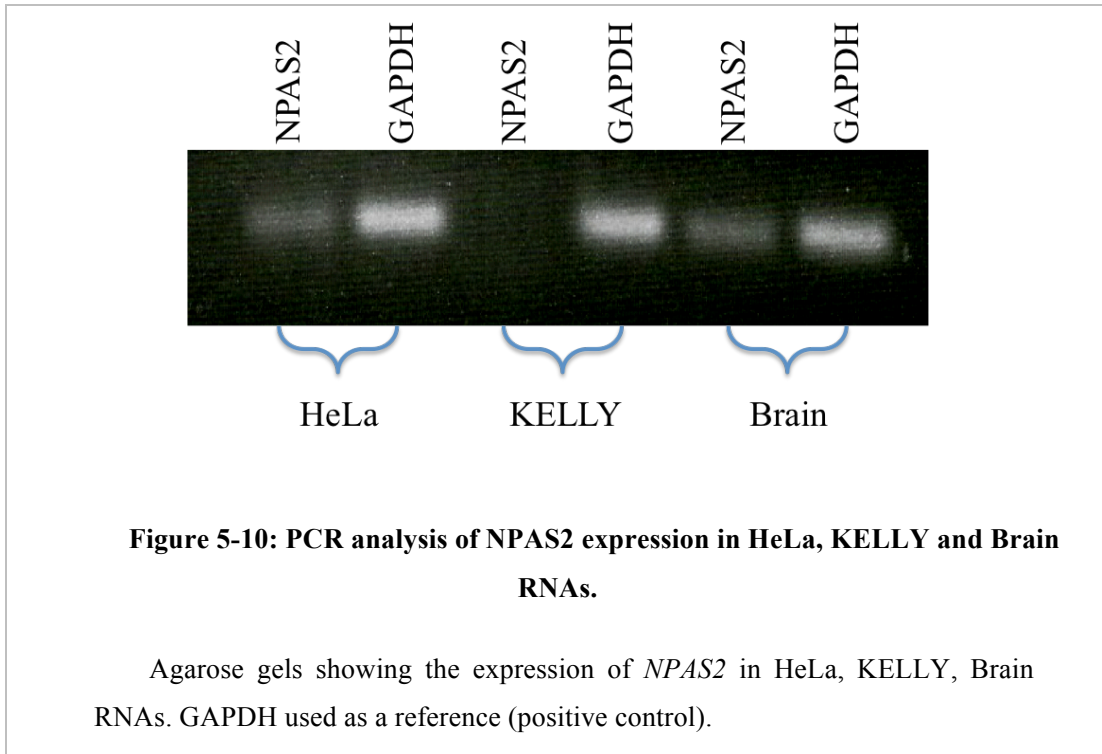 NPAS2 GAPDH NPAS2 GAPDH NPAS2 GAPDH
HeLa KELLY Brain
Figure 5-10: PCR analysis of NPAS2 expression in HeLa, KELLY and Brain
RNAs.
Agarose gels showing the expression of NPAS2 in HeLa, KELLY, Brain
RNAs. GAPDH used as a reference (positive control).